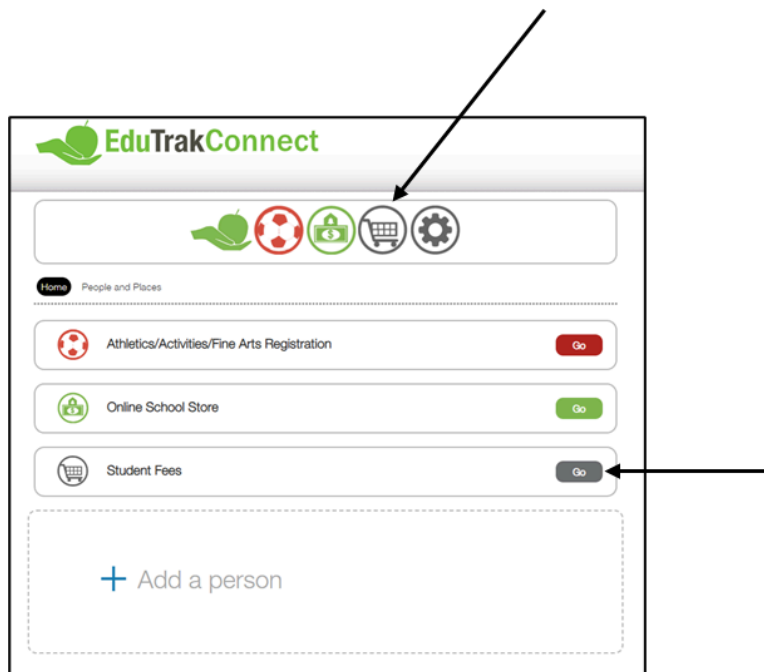 EduTrakConnect
Home People and Places
Athletics/Activities/Fine Arts Registration Go
Online School Store Go
Student Fees Go
+ Add a person